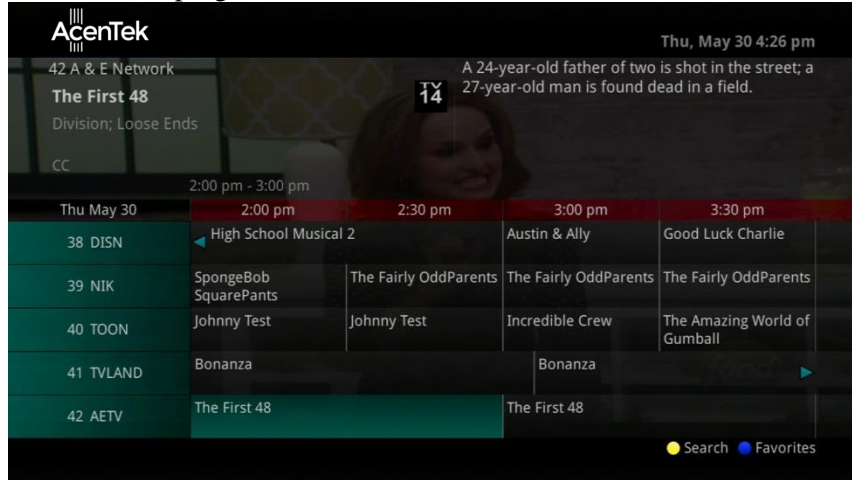 AcenTek
Thu, May 30 4:26 pm
42 A & E Network
The First 48
Division; Loose Ends
CC
TV
14
A 24-year-old father of two is shot in the street; a
27-year-old man is found dead in a field.
2:00 pm - 3:00 pm
Thu May 30 2:00 pm 2:30 pm 3:00 pm 3:30 pm
38 DISN High School Musical 2 Austin & Ally Good Luck Charlie
39 NIK SpongeBob
SquarePants The Fairly OddParents The Fairly OddParents The Fairly OddParents
40 TOON Johnny Test Johnny Test Incredible Crew The Amazing World of
Gumball
41 TVLAND Bonanza Bonanza
food
42 AETV The First 48 The First 48
Search Favorites